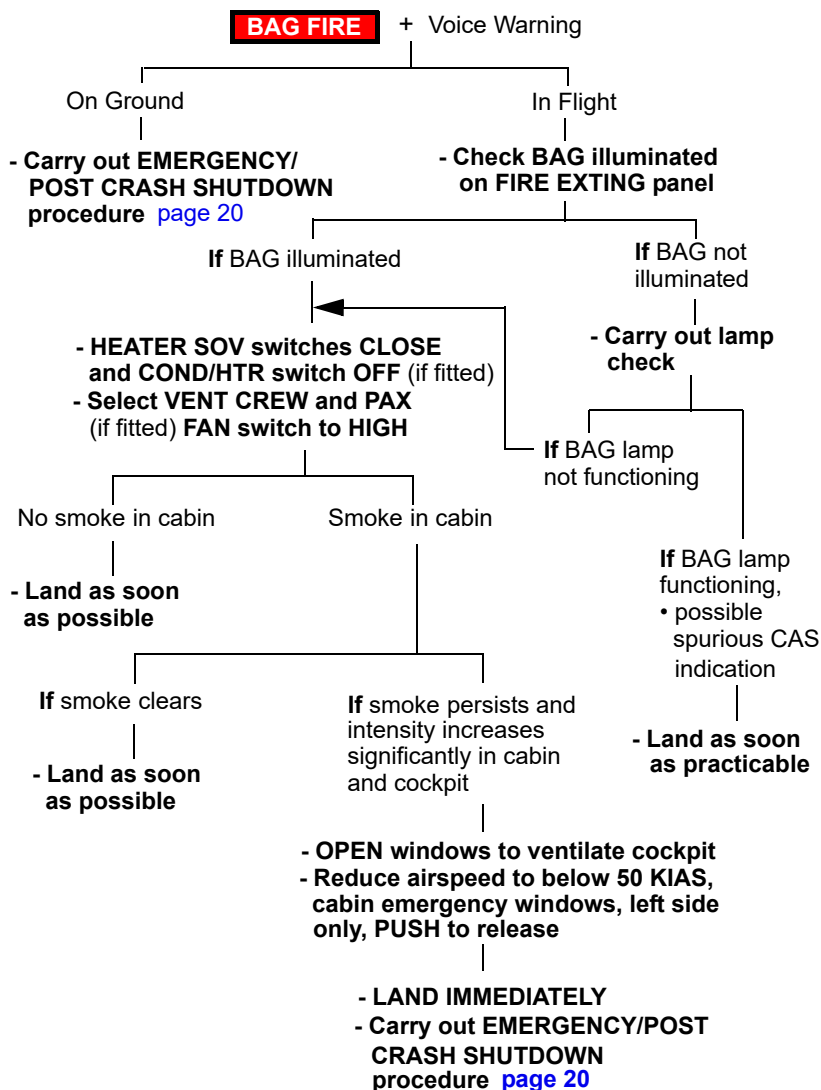 BAG FIRE + Voice Warning
On Ground
- Carry out EMERGENCY/
POST CRASH SHUTDOWN
procedure page 20
In Flight
- Check BAG illuminated
on FIRE EXTING panel
If BAG illuminated
If BAG not
illuminated
- Carry out lamp
check
- HEATER SOV switches CLOSE
and COND/HTR switch OFF (if fitted)
- Select VENT CREW and PAX
(if fitted) FAN switch to HIGH
If BAG lamp
not functioning
No smoke in cabin
- Land as soon
as possible
Smoke in cabin
If BAG lamp
functioning,
• possible
spurious CAS
indication
- Land as soon
as practicable
If smoke clears
- Land as soon
as possible
If smoke persists and
intensity increases
significantly in cabin
and cockpit
- OPEN windows to ventilate cockpit
- Reduce airspeed to below 50 KIAS,
cabin emergency windows, left side
only, PUSH to release
- LAND IMMEDIATELY
- Carry out EMERGENCY/POST
CRASH SHUTDOWN
procedure page 20